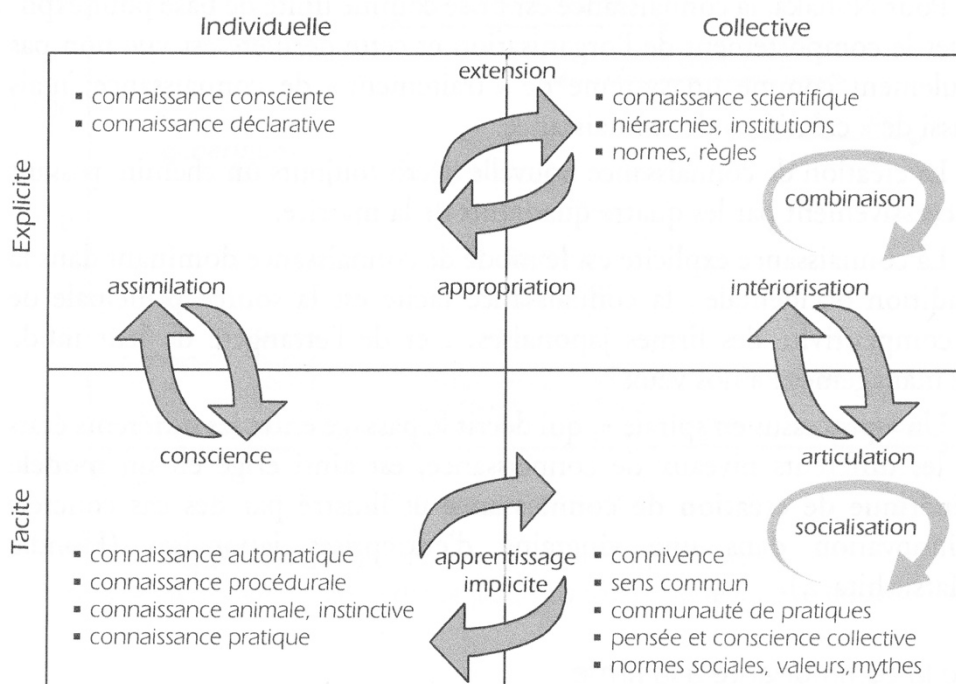 Individuelle
Collective
Explicite
▪ connaissance consciente
▪ connaissance déclarative
extension
▪ connaissance scientifique
▪ hiérarchies, institutions
▪ normes, règles
combinaison
assimilation
appropriation
intériorisation
Tacite
conscience
articulation
▪ connaissance automatique
▪ connaissance procédurale
▪ connaissance animale, instinctive
▪ connaissance pratique
apprentissage
implicite
▪ connivence
▪ sens commun
▪ communauté de pratiques
▪ pensée et conscience collective
▪ normes sociales, valeurs,mythes
socialisation